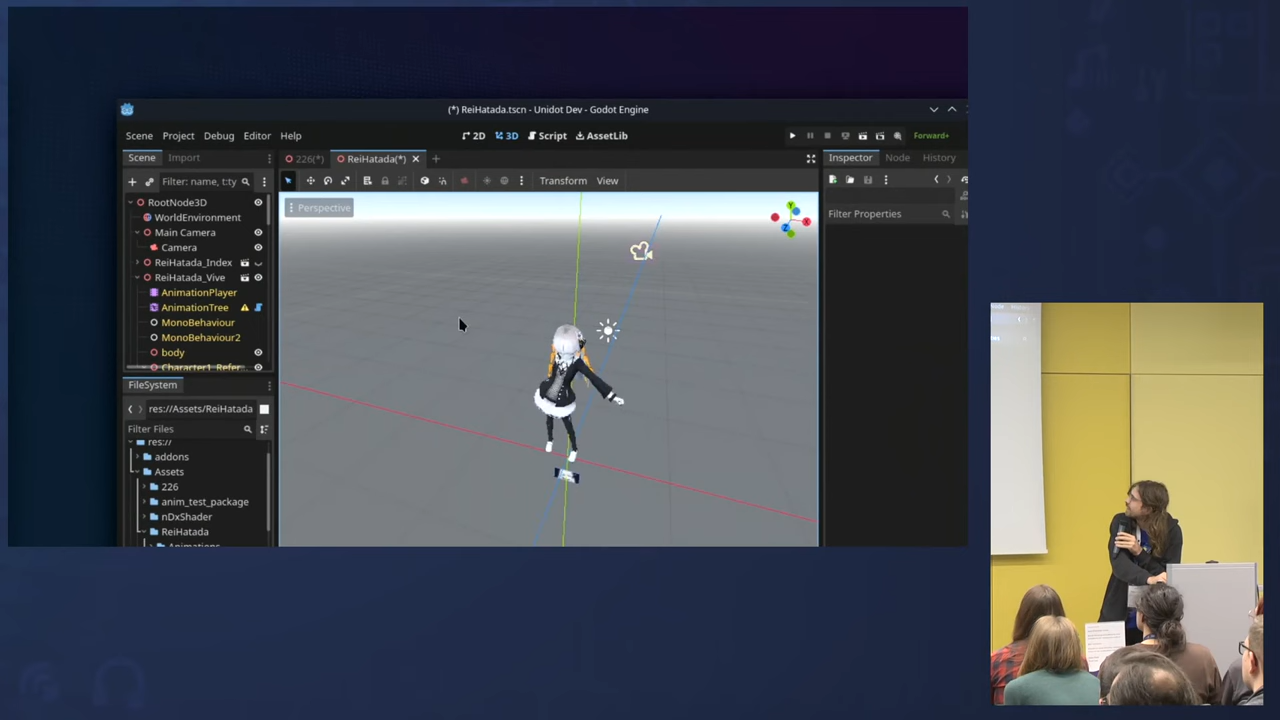 (*) ReiHatada.tscn - Unidot Dev - Godot Engine
Scene Project Debug Editor Help
2D 3D Script AssetLib
Forward+
Scene Import
226(*) ReiHatada(*)
Inspector Node History
Filter: name, t:ty
Transform View
RootNode3D
WorldEnvironment
Main Camera
Camera
ReiHatada_Index
ReiHatada_Vive
AnimationPlayer
AnimationTree
MonoBehaviour
MonoBehaviour2
body
Character1_Refer
Perspective
Y
X
Z
Filter Properties
FileSystem
res://Assets/ReiHatada
Filter Files
res://
addons
Assets
226
anim_test_package
nDxShader
ReiHatada
Animations